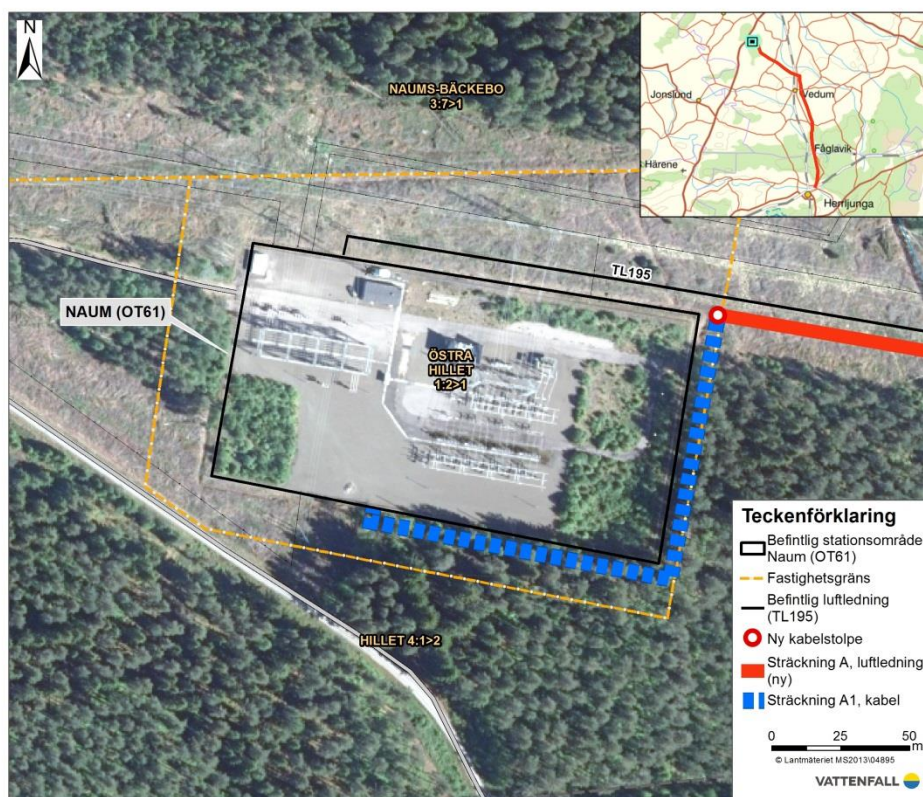 N
NAUMS-BÄCKEBO
3:7>1
Jonslund
Vedum
Fåglavik
Härene
Herrljunga
TL195
NAUM (OT61)
ÖSTRA
HILLET
1:2>1
HILLET 4:1>2
Teckenförklaring
Befintlig stationsområde
Naum (OT61)
Fastighetsgräns
Befintlig luftledning
(TL195)
Ny kabelstolpe
Sträckning A, luftledning
(ny)
Sträckning A1, kabel
0 25 50
m
© Lantmäteriet MS2013\04895
VATTENFALL